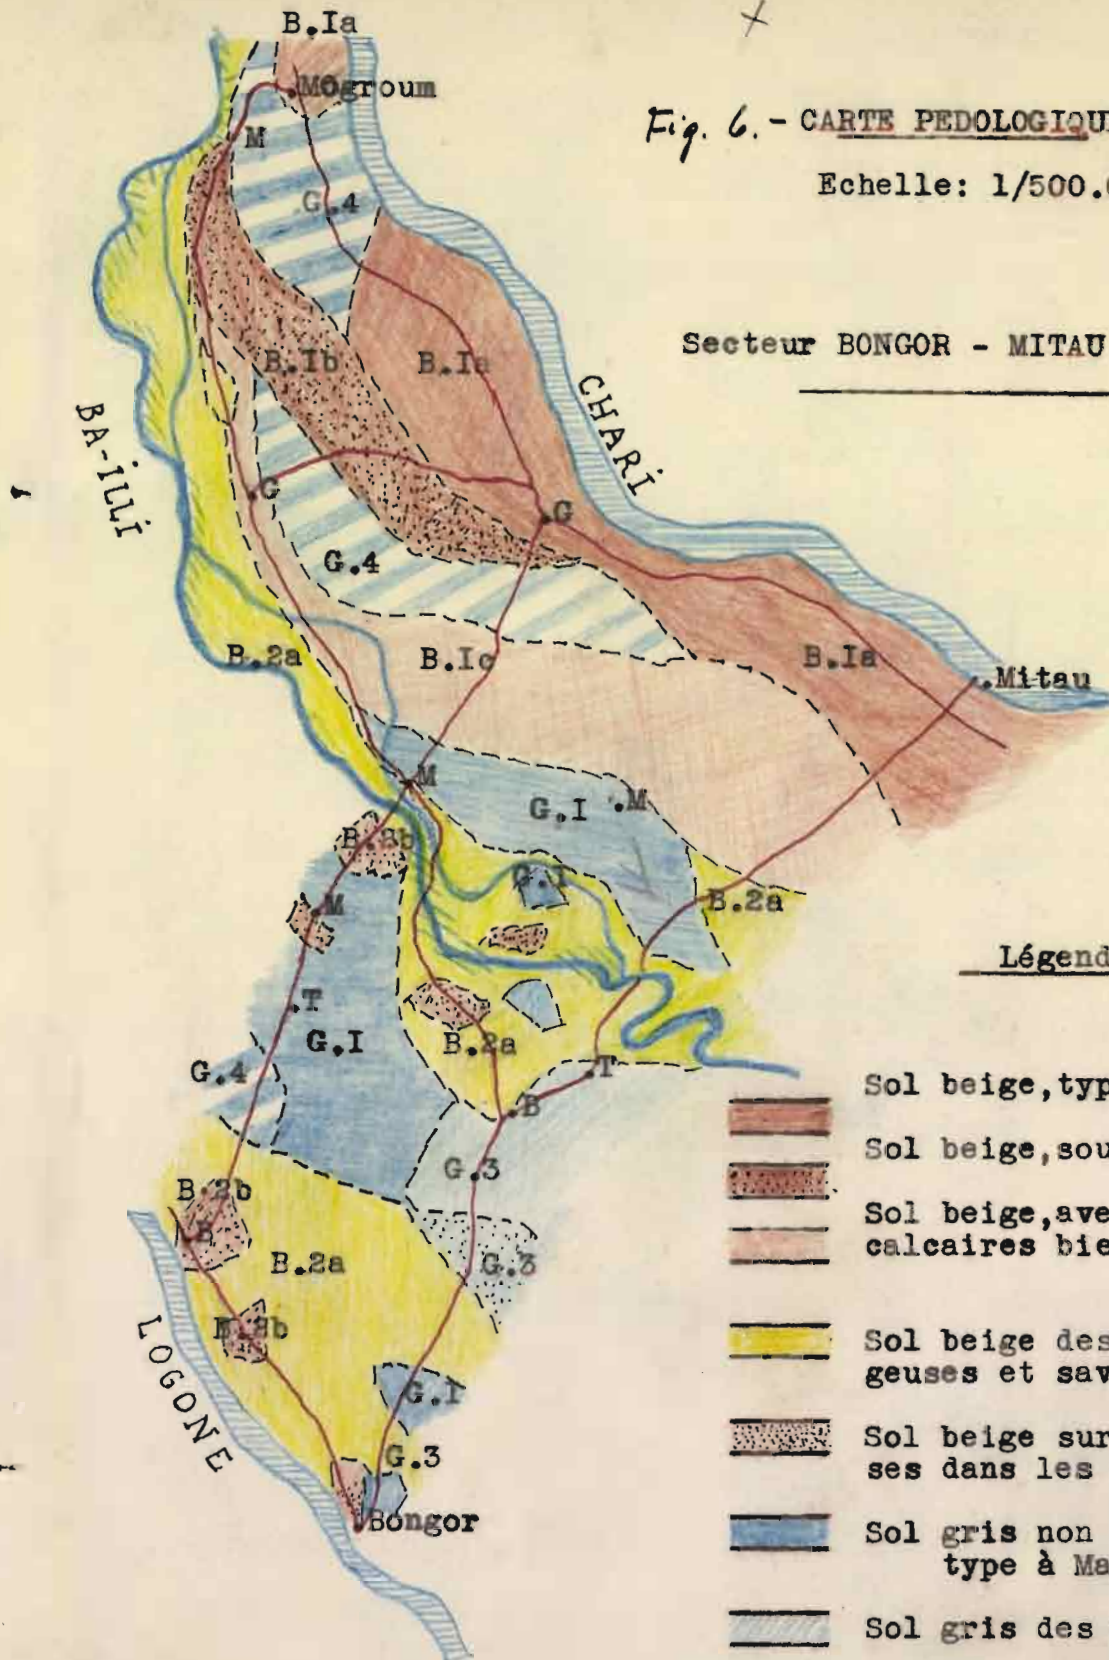 B.Ia
Mogroum
Fig. 6. - CARTE PEDOLOGIQU
Echelle: 1/500.
M
G.4
Secteur BONGOR - MITAU
B.Ib
B.Ia
CHARI
BA-ILLI
G
G
G.4
B.2a
B.Ic
B.Ia
Mitau
M
G.I
M
B.2b
G.I
B.2a
M
Légend
T
G.I
B.2a
G.4
T
B
Sol beige, typ
G.3
Sol beige, sou
B.2b
Sol beige, ave
calcaires bie
B
B.2a
G.3
B.2b
Sol beige des
geuses et sav
LOGONE
G.I
Sol beige sur
ses dans les
G.3
Bongor
Sol gris non
type à Ma
Sol gris des